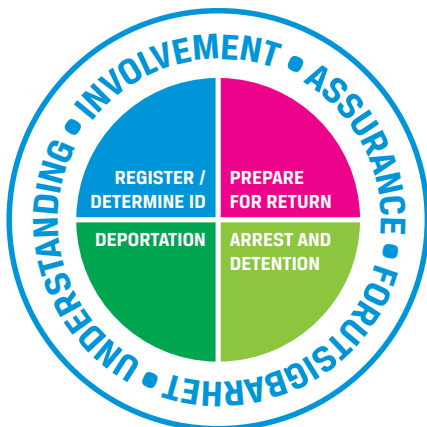 UNDERSTANDING • INVOLVEMENT • ASSURANCE • FORUTSIGBARHET •
REGISTER /
DETERMINE ID
PREPARE
FOR RETURN
DEPORTATION
ARREST AND
DETENTION